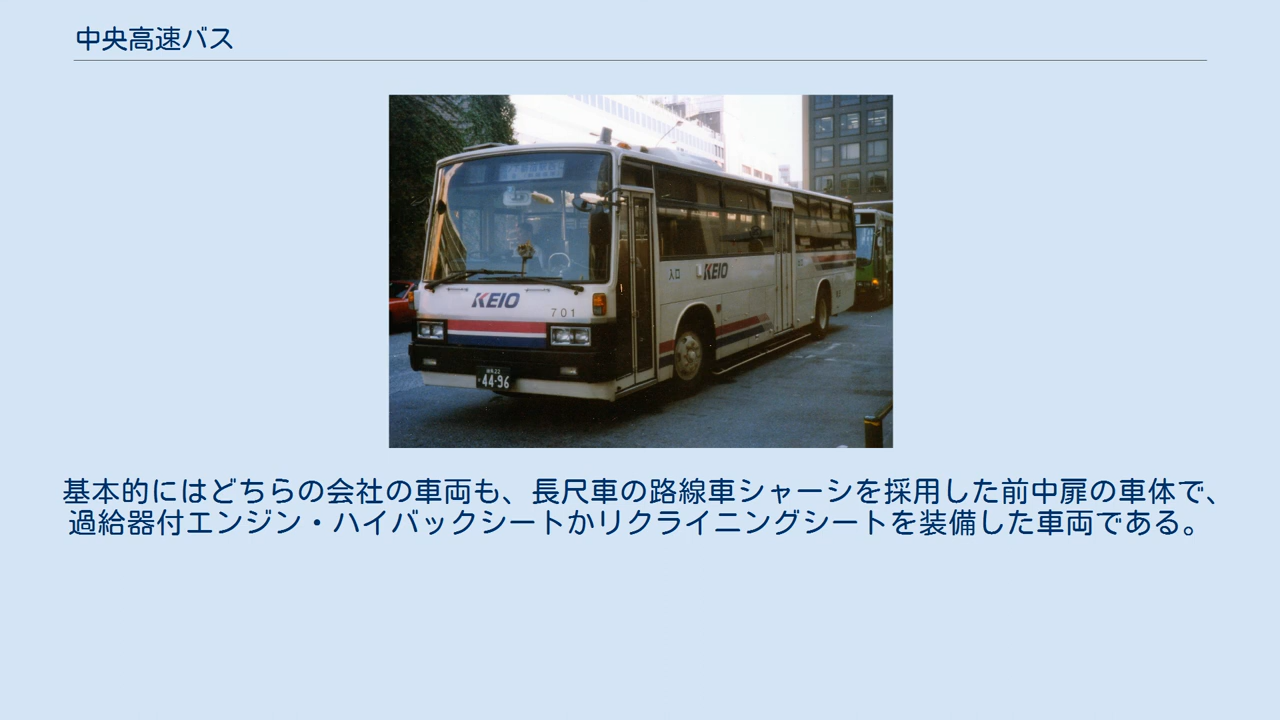 中央高速バス
入口
KEIO
KEIO
701
44-96
基本的にはどちらの会社の車両も、長尺車の路線車シャーシを採用した前中扉の車体で、
過給器付エンジン・ハイバックシートかリクライニングシートを装備した車両である。